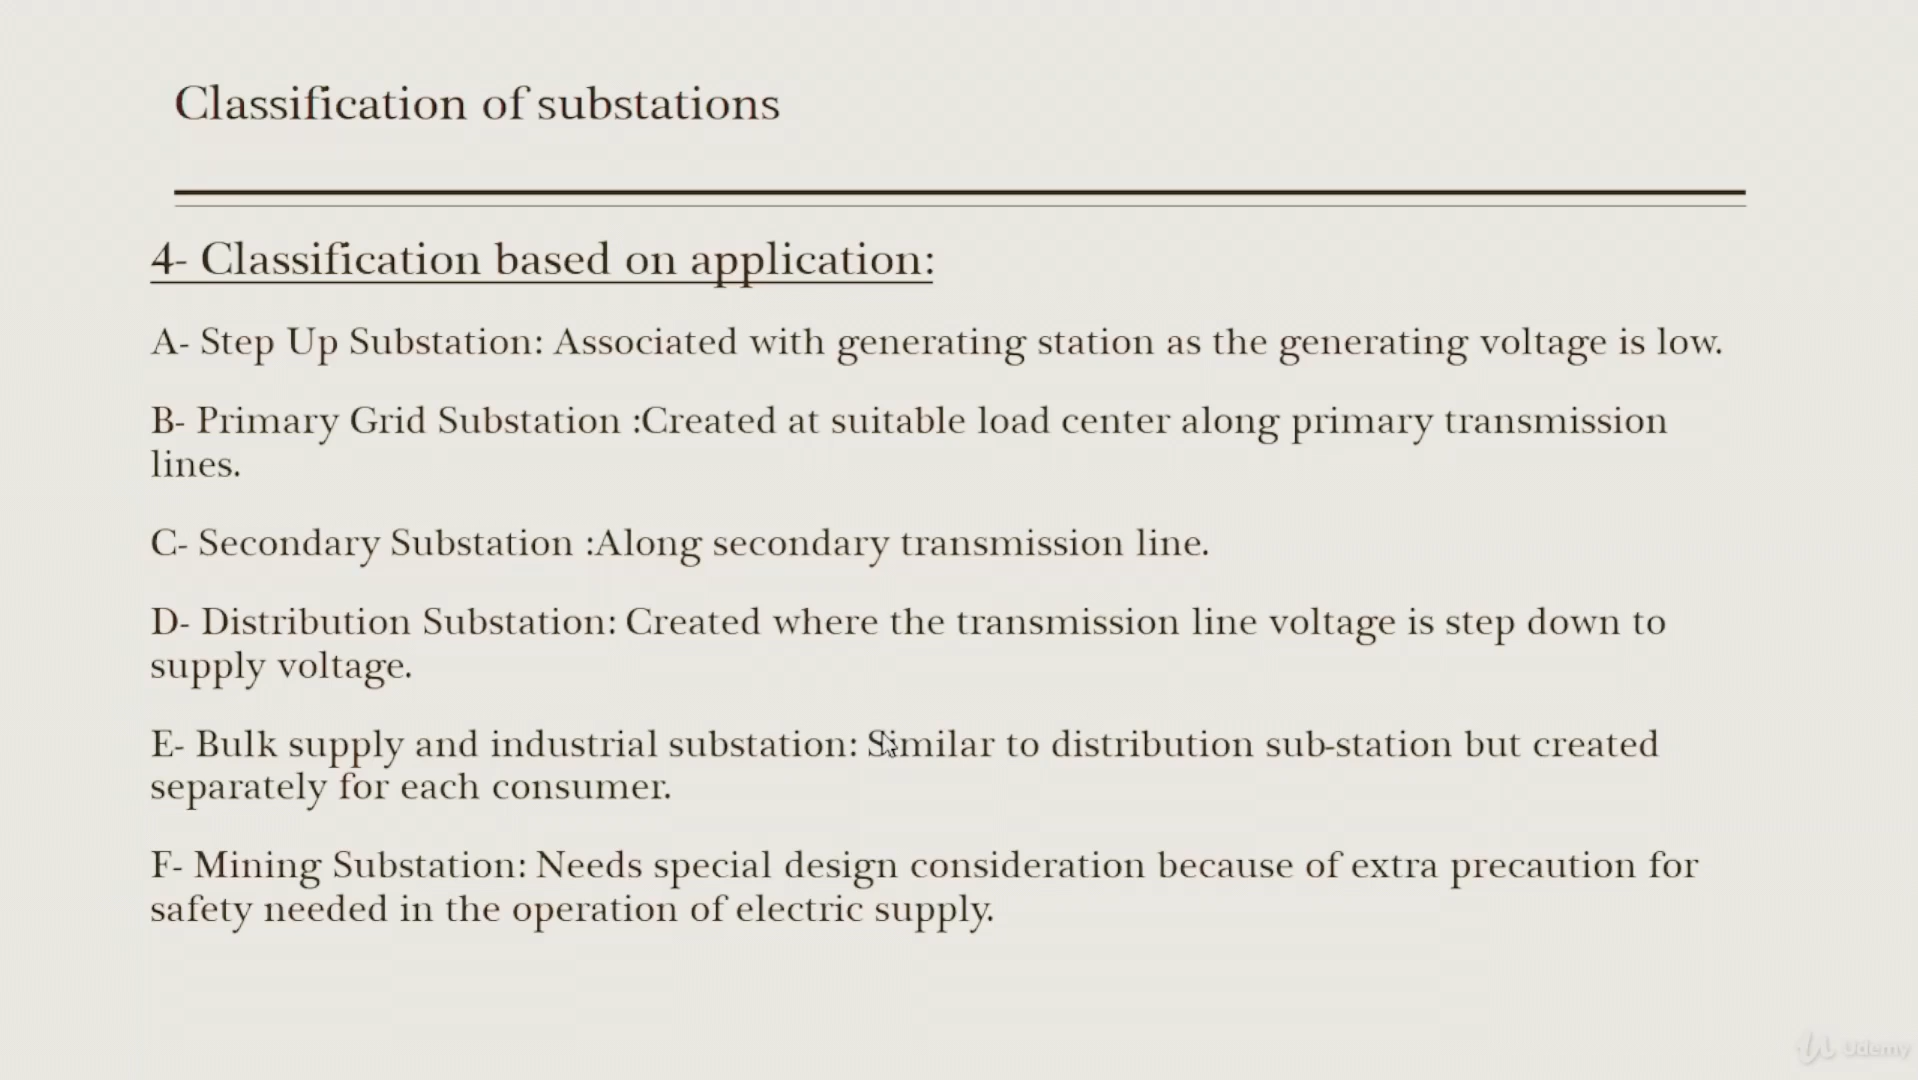 Classification of substations
4- Classification based on application:
A- Step Up Substation: Associated with generating station as the generating voltage is low.
B- Primary Grid Substation :Created at suitable load center along primary transmission
lines.
C- Secondary Substation :Along secondary transmission line.
D- Distribution Substation: Created where the transmission line voltage is step down to
supply voltage.
E- Bulk supply and industrial substation: Similar to distribution sub-station but created
separately for each consumer.
F- Mining Substation: Needs special design consideration because of extra precaution for
safety needed in the operation of electric supply.
Udemy